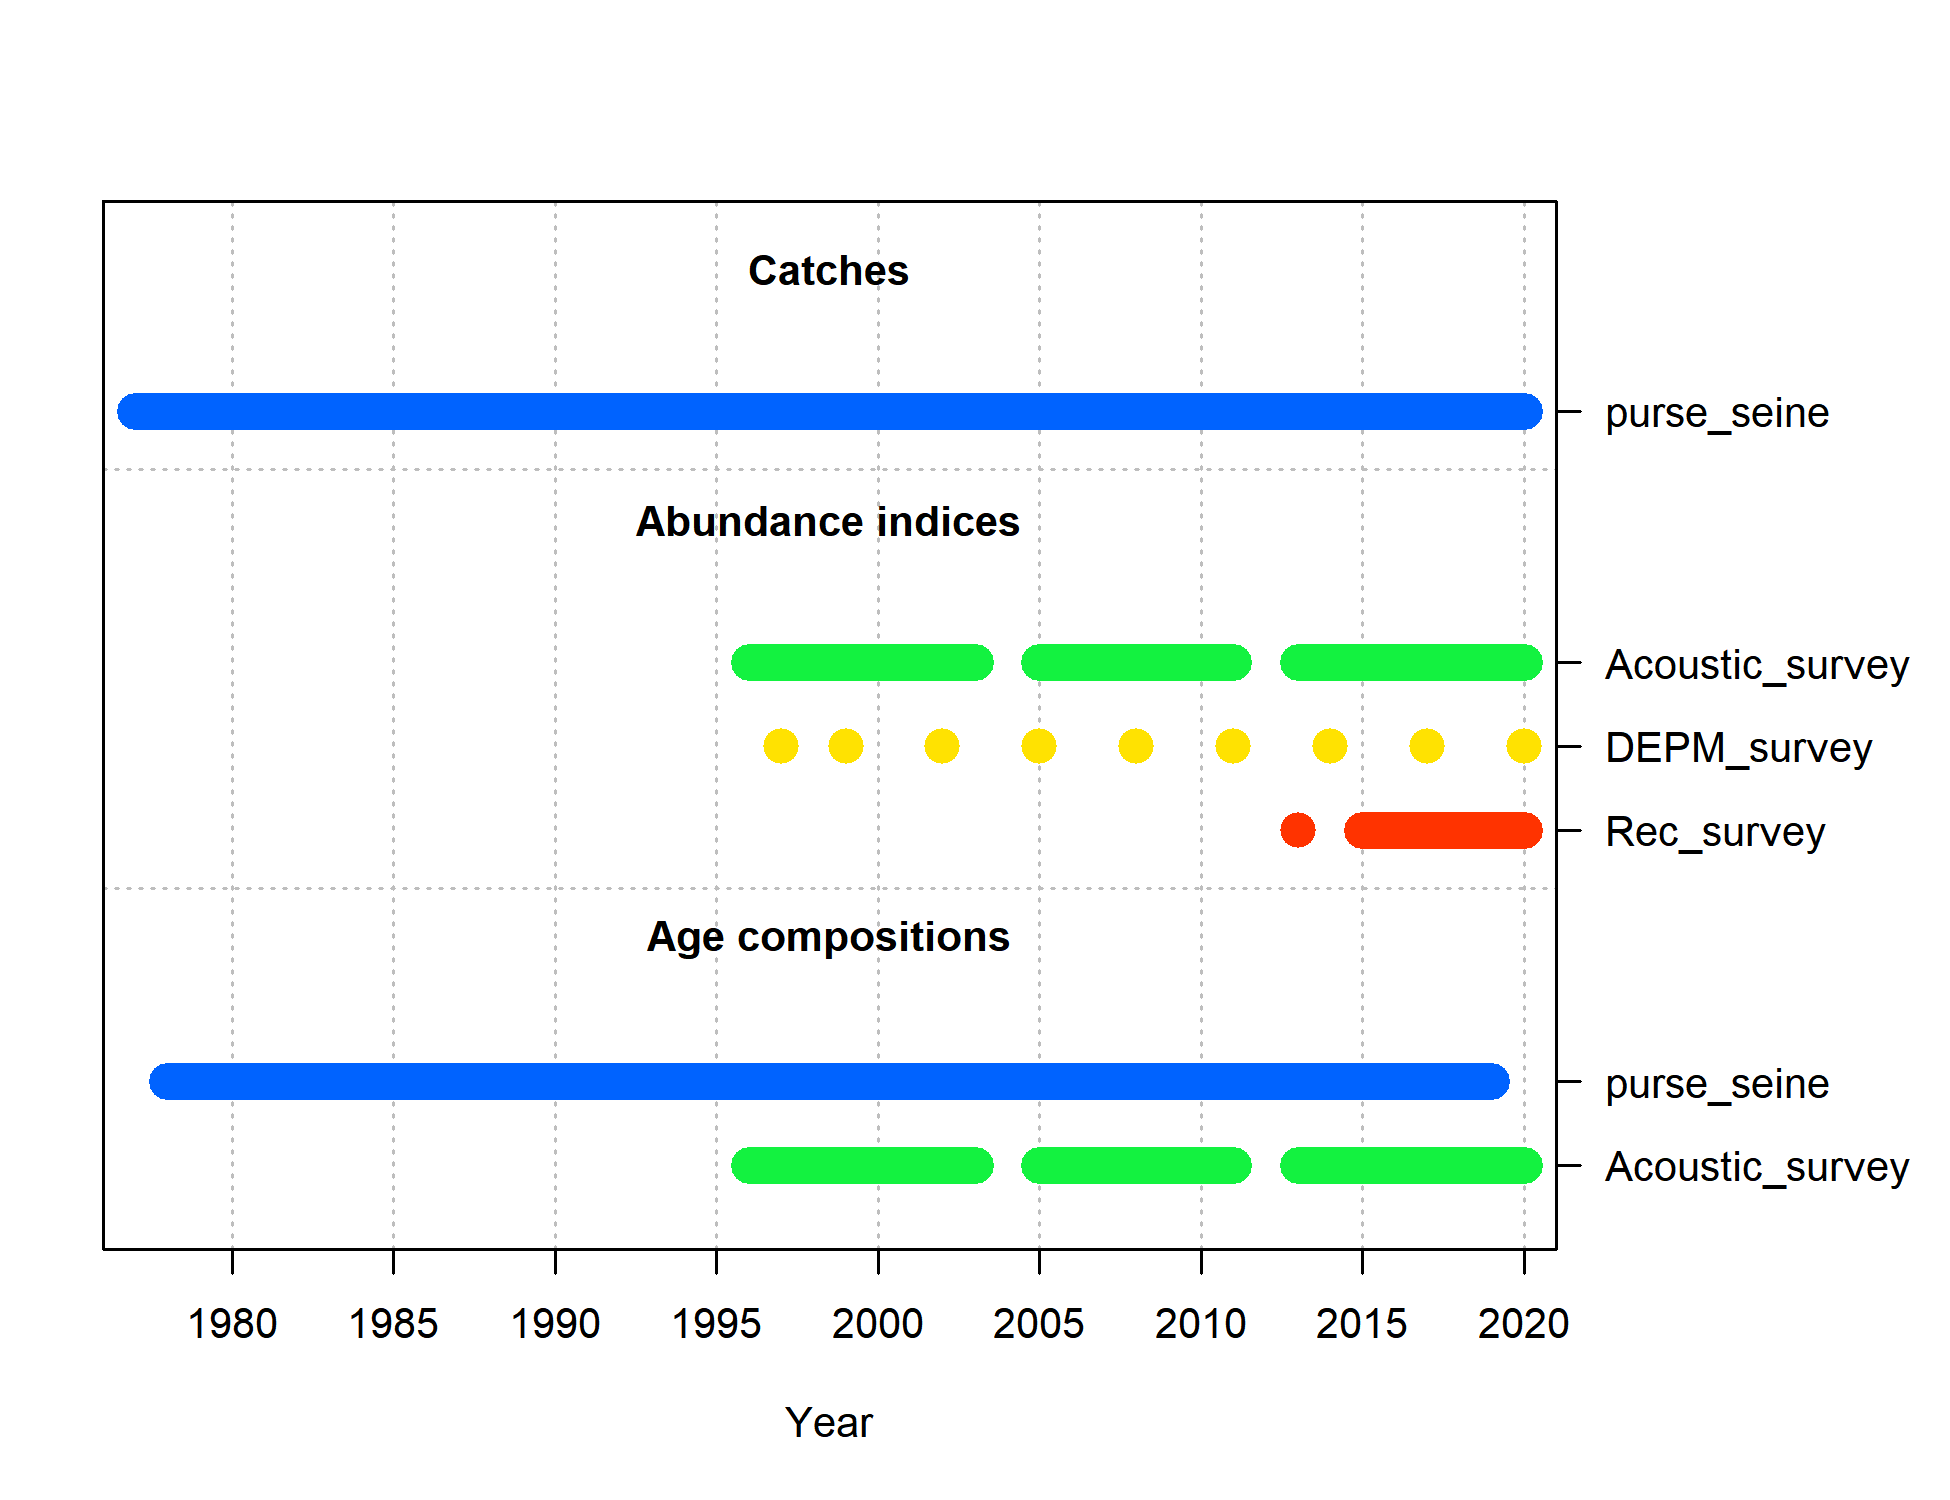 Catches
purse_seine
Abundance indices
Acoustic_survey
DEPM_survey
Rec_survey
Age compositions
purse_seine
Acoustic_survey
1980 1985 1990 1995 2000 2005 2010 2015 2020
Year